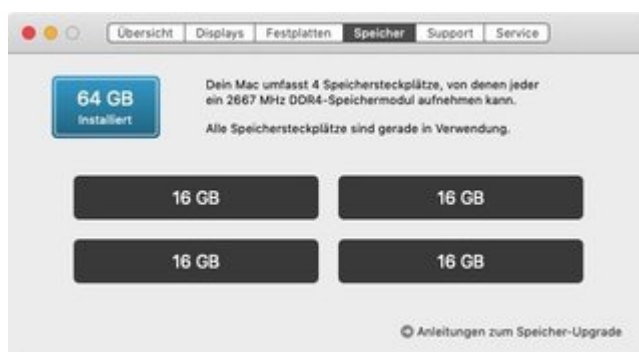 Übersicht Displays Festplatten Speicher Support Service
64 GB
Installiert
Dein Mac umfasst 4 Speichersteckplätze, von denen jeder
ein 2667 MHz DDR4-Speichermodul aufnehmen kann.
Alle Speichersteckplätze sind gerade in Verwendung.
16 GB 16 GB
16 GB 16 GB
Anleitungen zum Speicher-Upgrade